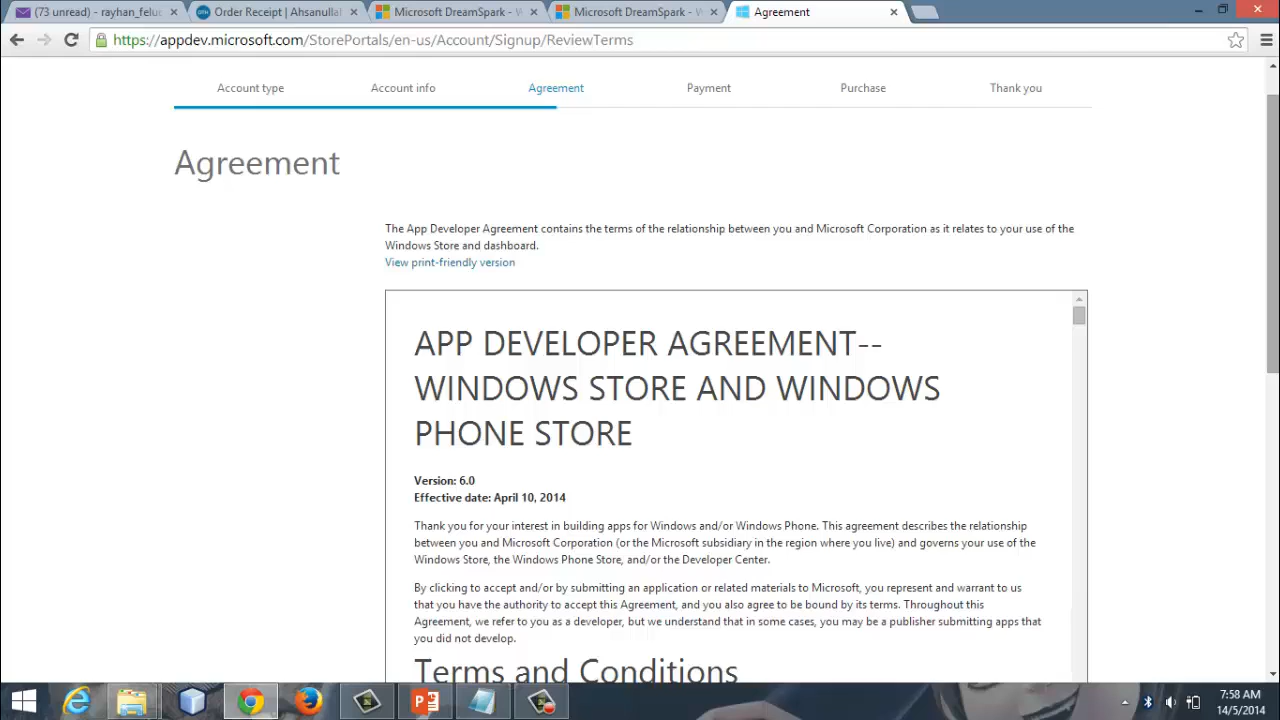 (73 unread) - rayhan_feluc
Order Receipt | Ahsanullah
Microsoft DreamSpark - W
Microsoft DreamSpark - W
Agreement
https://appdev.microsoft.com/StorePortals/en-us/Account/Signup/ReviewTerms
Account type
Account info
Agreement
Payment
Purchase
Thank you
Agreement
The App Developer Agreement contains the terms of the relationship between you and Microsoft Corporation as it relates to your use of the
Windows Store and dashboard.
View print-friendly version
APP DEVELOPER AGREEMENT--
WINDOWS STORE AND WINDOWS
PHONE STORE
Version: 6.0
Effective date: April 10, 2014
Thank you for your interest in building apps for Windows and/or Windows Phone. This agreement describes the relationship
between you and Microsoft Corporation (or the Microsoft subsidiary in the region where you live) and governs your use of the
Windows Store, the Windows Phone Store, and/or the Developer Center.
By clicking to accept and/or by submitting an application or related materials to Microsoft, you represent and warrant to us
that you have the authority to accept this Agreement, and you also agree to be bound by its terms. Throughout this
Agreement, we refer to you as a developer, but we understand that in some cases, you may be a publisher submitting apps that
you did not develop.
Terms and Conditions
7:58 AM
14/5/2014